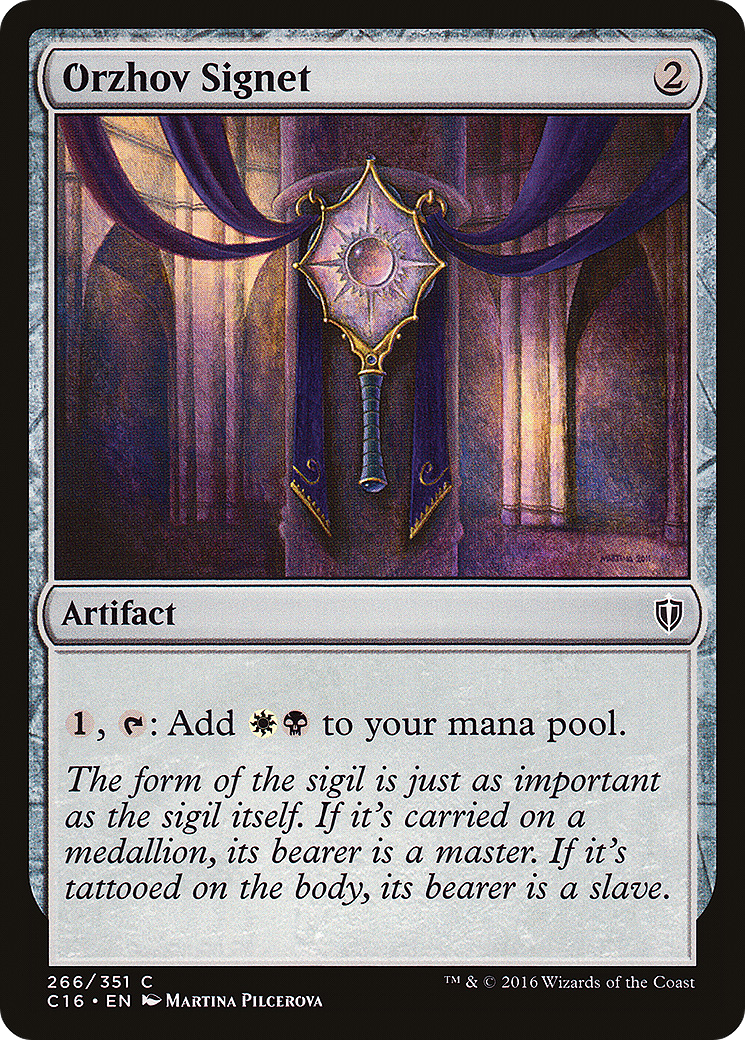 Orzhov Signet 2
Artifact
1, : Add to your mana pool.
The form of the sigil is just as important
as the sigil itself. If it's carried on a
medallion, its bearer is a master. If it's
tattooed on the body, its bearer is a slave.
266/351 C
™ & © 2016 Wizards of the Coast
C16 • EN Martina Pilcerova